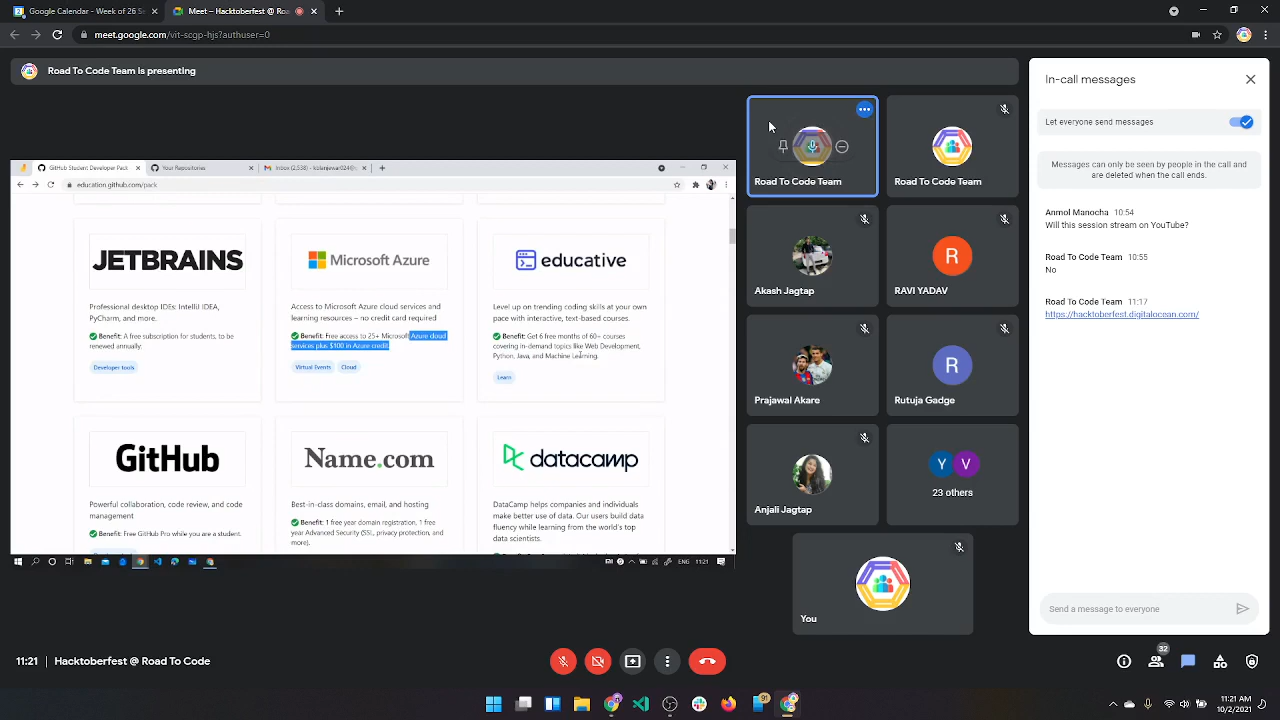 Google Calendar - Week of 26 Se
Meet - Hacktoberfest @ Roa
meet.google.com/vit-scgp-hjs?authuser=0
Road To Code Team is presenting
GitHub Student Developer Pack
Your Repositories
education.github.com/pack
JETBRAINS
Professional desktop IDEs: IntelliJ IDEA,
PyCharm, and more.
Benefit: A free subscription for students, to be
renewed annually.
Developer tools
Microsoft Azure
Access to Microsoft Azure cloud services and
learning resources – no credit card required
Benefit: Free access to 25+ Microsoft Azure cloud
services plus $100 in Azure credit
Virtual Events
Cloud
educative
Level up on trending coding skills at your own
pace with interactive, text-based courses.
Benefit: Get 6 free months of 60+ courses
covering in-demand topics like Web Development,
Python, Java, and Machine Learning.
Learn
GitHub
Powerful collaboration, code review, and code
management
Benefit: Free GitHub Pro while you are a student.
Name.com
Best-in-class domains, email, and hosting
Benefit: 1 free year domain registration, 1 free
year Advanced Security (SSL, privacy protection, and
more).
datacamp
DataCamp helps companies and individuals
make better use of data. Our users build data
fluency while learning from the world's top
data scientists.
ENG
11:21
Road To Code Team
Road To Code Team
Akash Jagtap
R
RAVI YADAV
Prajawal Akare
R
Rutuja Gadge
Anjali Jagtap
Y
V
23 others
You
In-call messages
Let everyone send messages
Messages can only be seen by people in the call and
are deleted when the call ends.
Anmol Manocha 10:54
Will this session stream on YouTube?
Road To Code Team 10:55
No
Road To Code Team 11:17
https://hacktoberfest.digitalocean.com/
Send a message to everyone
11:21 | Hacktoberfest @ Road To Code
32
91
11:21 AM
10/2/2021